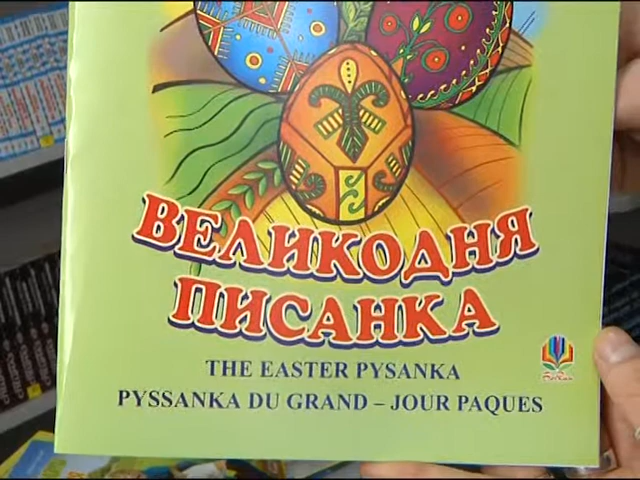 ВЕЛИКОДНЯ
ПИСАНКА
THE EASTER PYSANKA
PYSSANKA DU GRAND – JOUR PAQUES